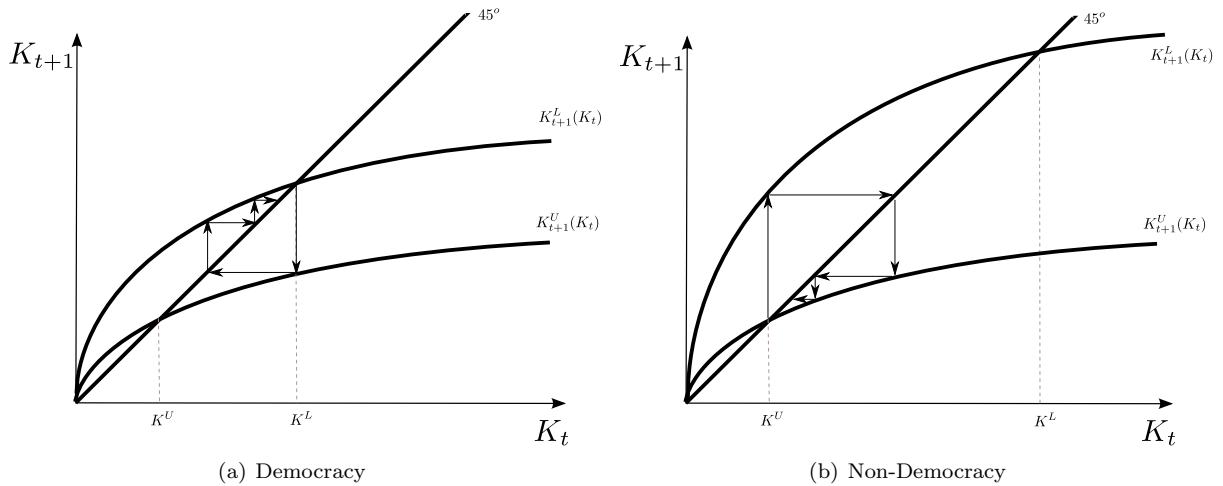 45°
K_{t+1}
K^L_{t+1}(K_t)
K^U_{t+1}(K_t)
K^U
K^L
K_t
(a) Democracy
45°
K_{t+1}
K^L_{t+1}(K_t)
K^U_{t+1}(K_t)
K^U
K^L
K_t
(b) Non-Democracy